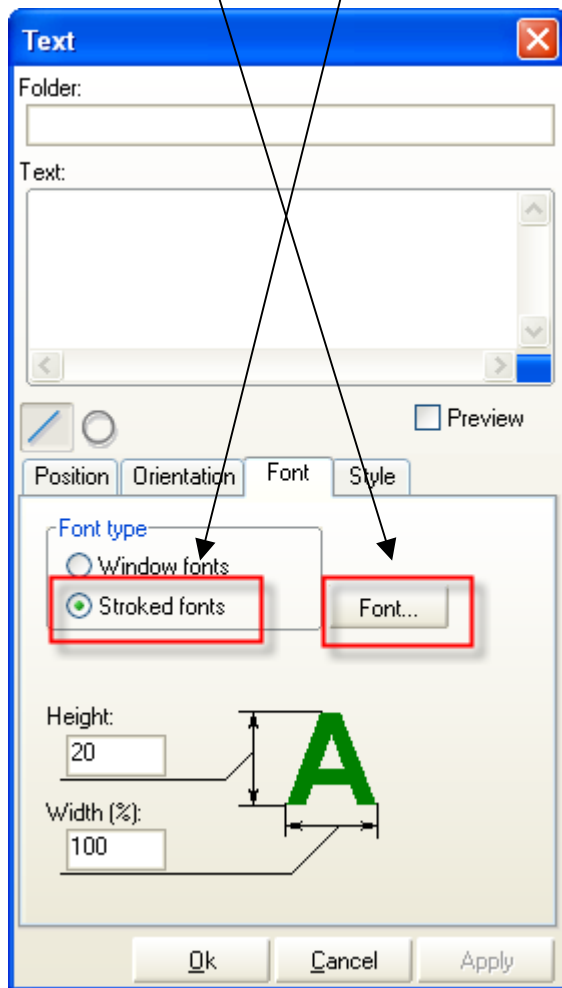 Text
Folder:
Text:
Preview
Position Orientation Font Style
Font type
Window fonts
Stroked fonts
Font...
Height:
20
A
Width (%):
100
Ok Cancel Apply